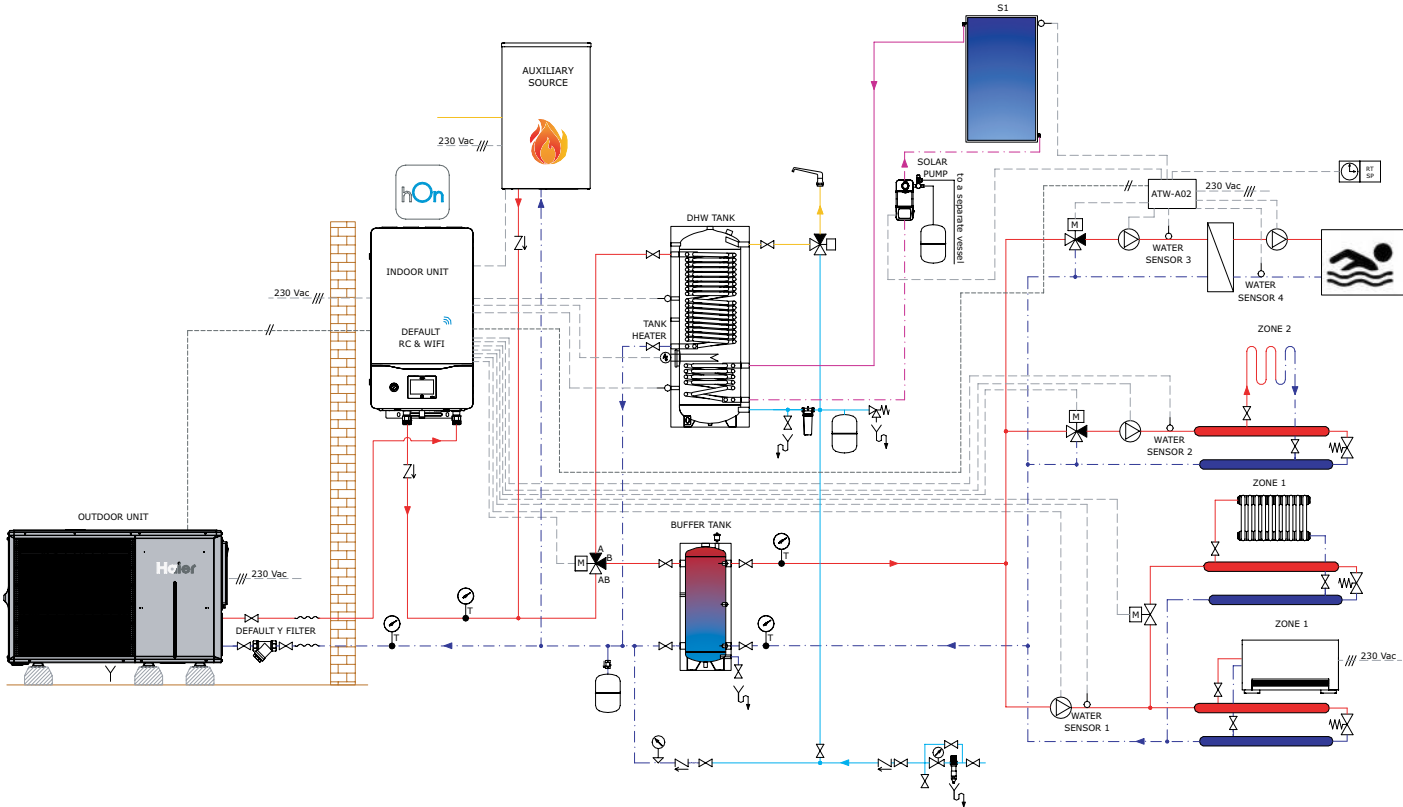 S1
AUXILIARY
SOURCE
230 Vac
hOn
SOLAR
PUMP
to a separate vessel
RT
SP
ATW-A02
230 Vac
DHW TANK
M
WATER
SENSOR 3
WATER
SENSOR 4
INDOOR UNIT
230 Vac
DEFAULT
RC & WIFI
TANK
HEATER
ZONE 2
M
WATER
SENSOR 2
ZONE 1
OUTDOOR UNIT
Haier
230 Vac
DEFAULT Y FILTER
T
T
M
A
B
AB
BUFFER TANK
T
T
M
ZONE 1
230 Vac
WATER
SENSOR 1